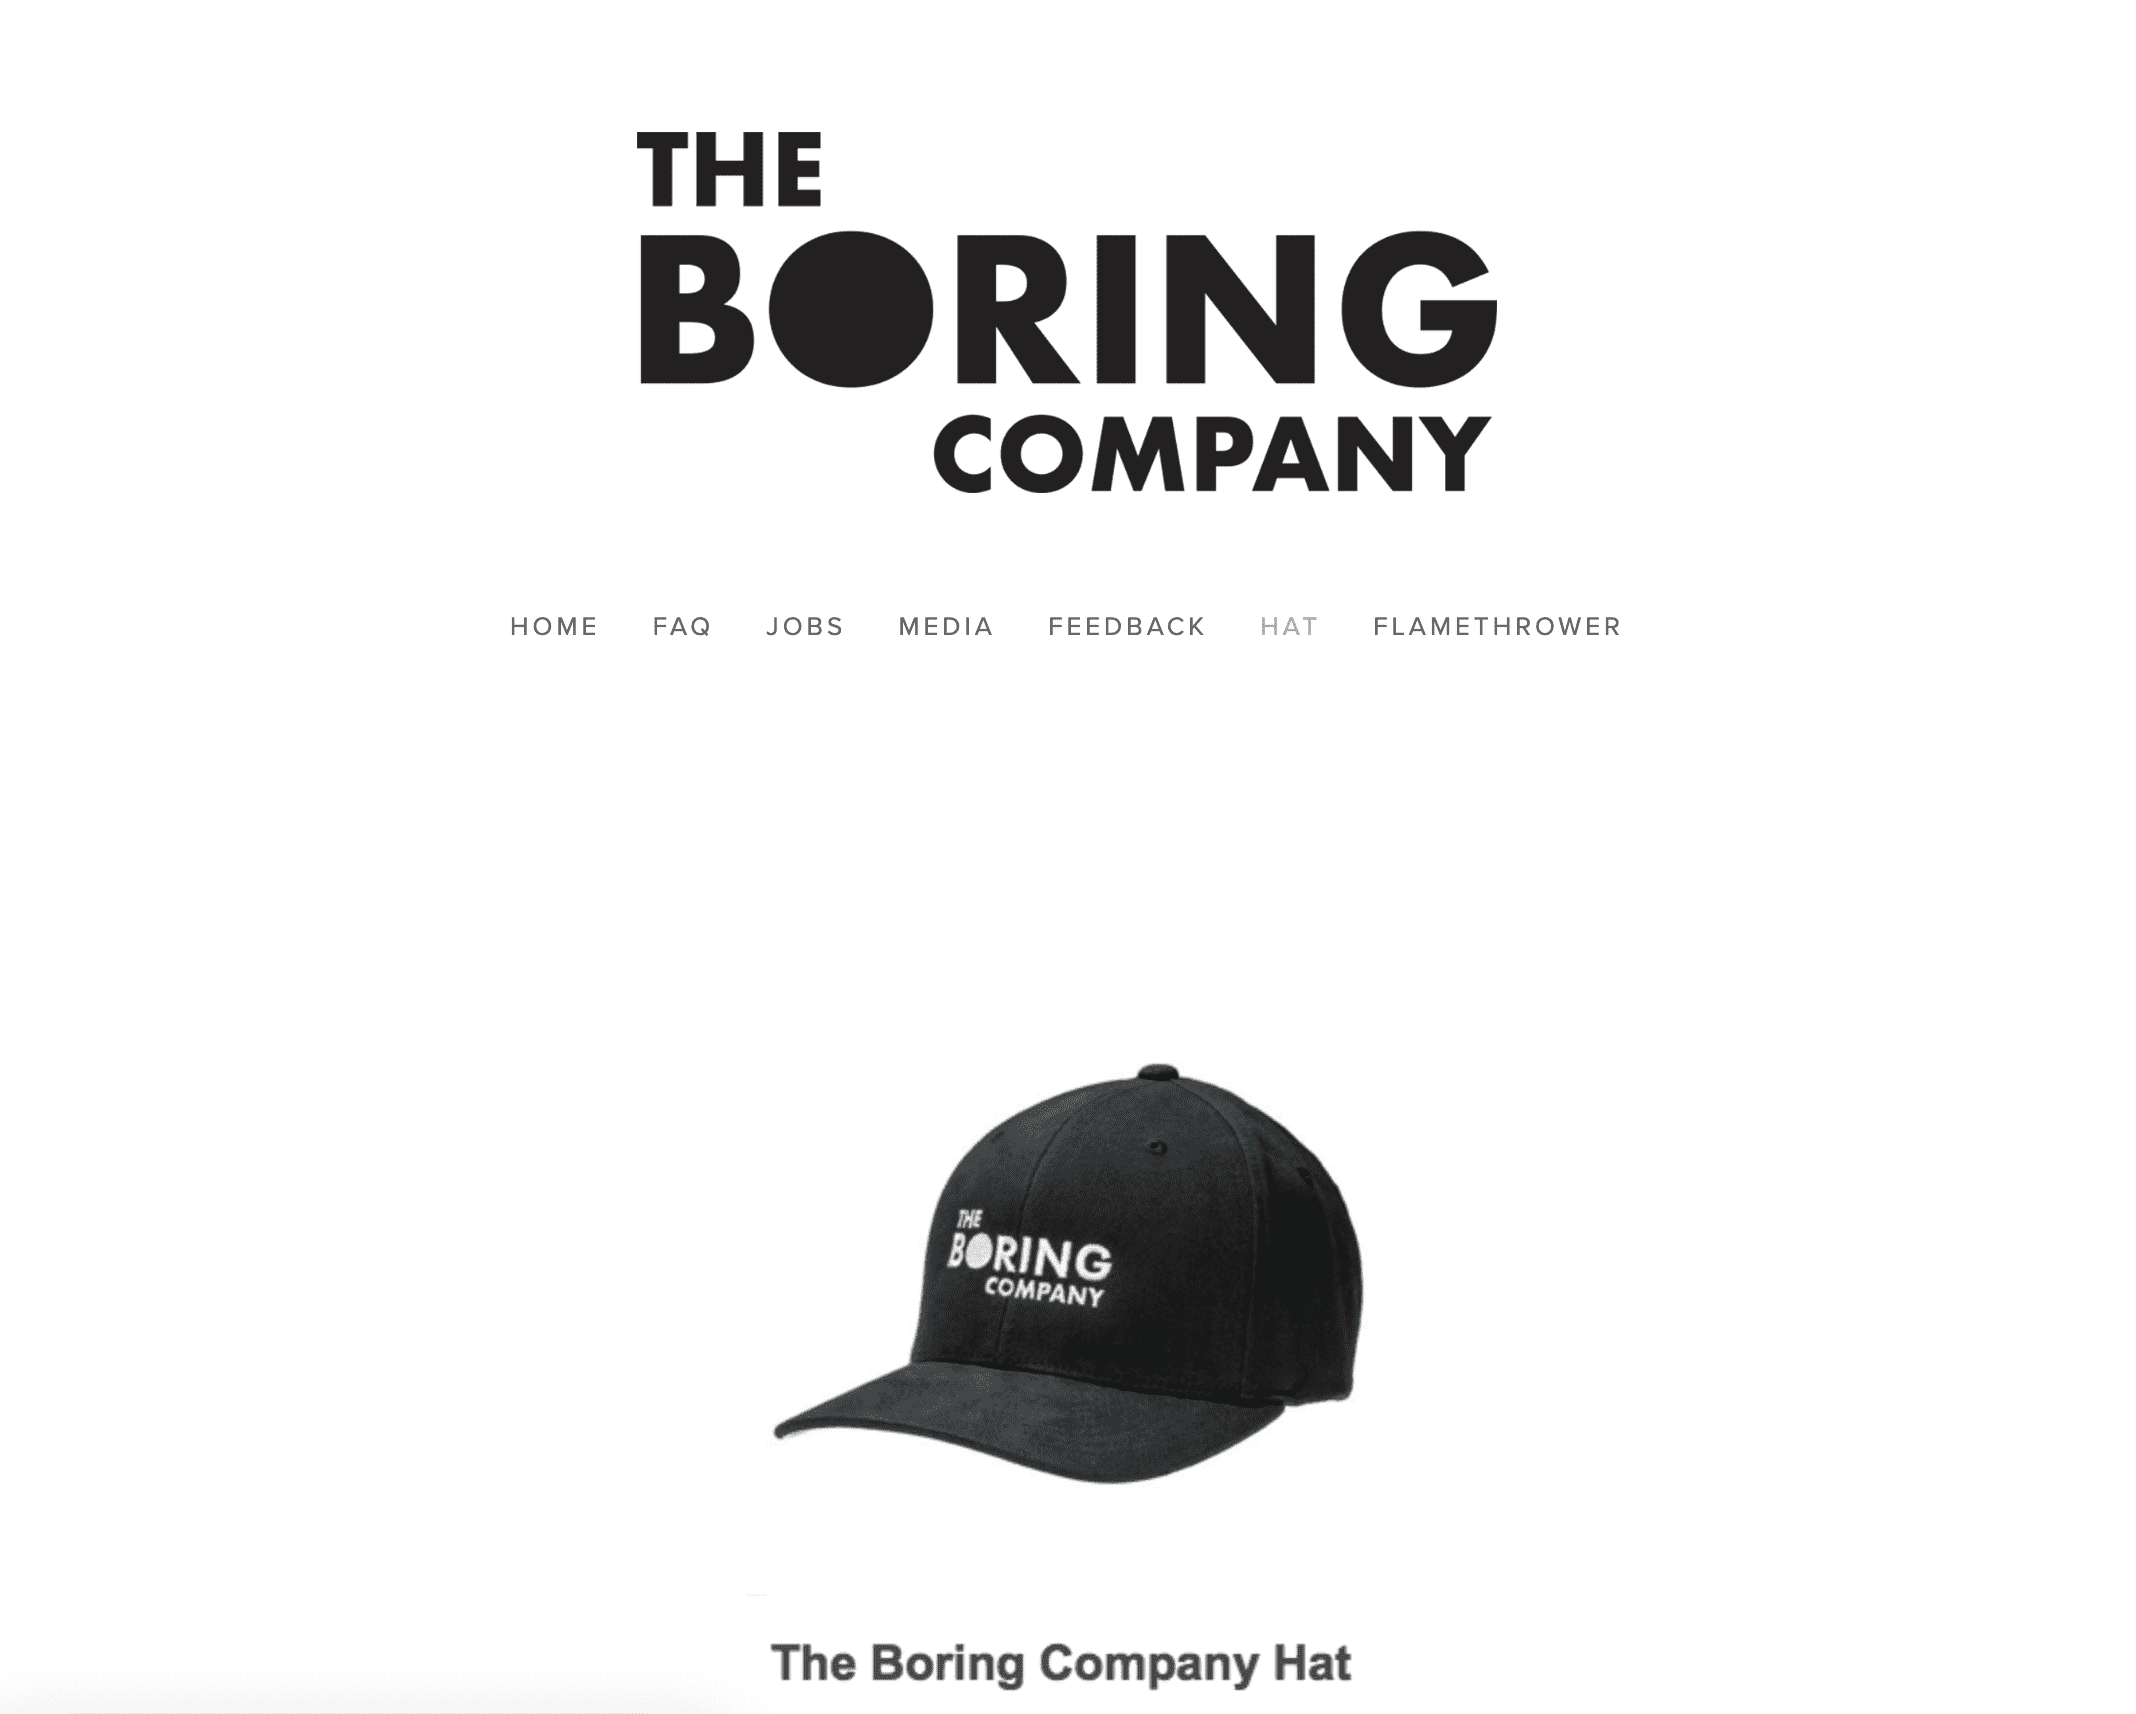 THE
BORING
COMPANY
HOME FAQ JOBS MEDIA FEEDBACK HAT FLAMETHROWER
THE
BORING
COMPANY
The Boring Company Hat